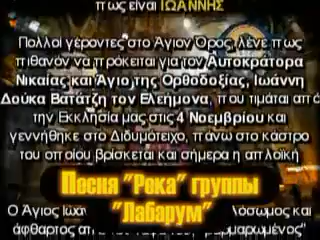 πως είναι ΙΩΑΝΝΗΣ
Πολλοί γέροντες στο Άγιον Όρος, λένε πως
πιθανόν να πρόκειται για τον Αυτοκράτορα
Νικαίας και Άγιο της Ορθοδοξίας, Ιωάννη
Δούκα Βατάτζη τον Ελεήμονα, που τιμάται από
την Εκκλησία μας στις 4 Νοεμβρίου και
γεννήθηκε στο Διδυμότειχο, πάνω στο κάστρο
του οποίου βρίσκεται και σήμερα η απλοϊκή
Песня "Река" группы
"Лабарум"
Ο Άγιος Ιωάν
άφθαρτος